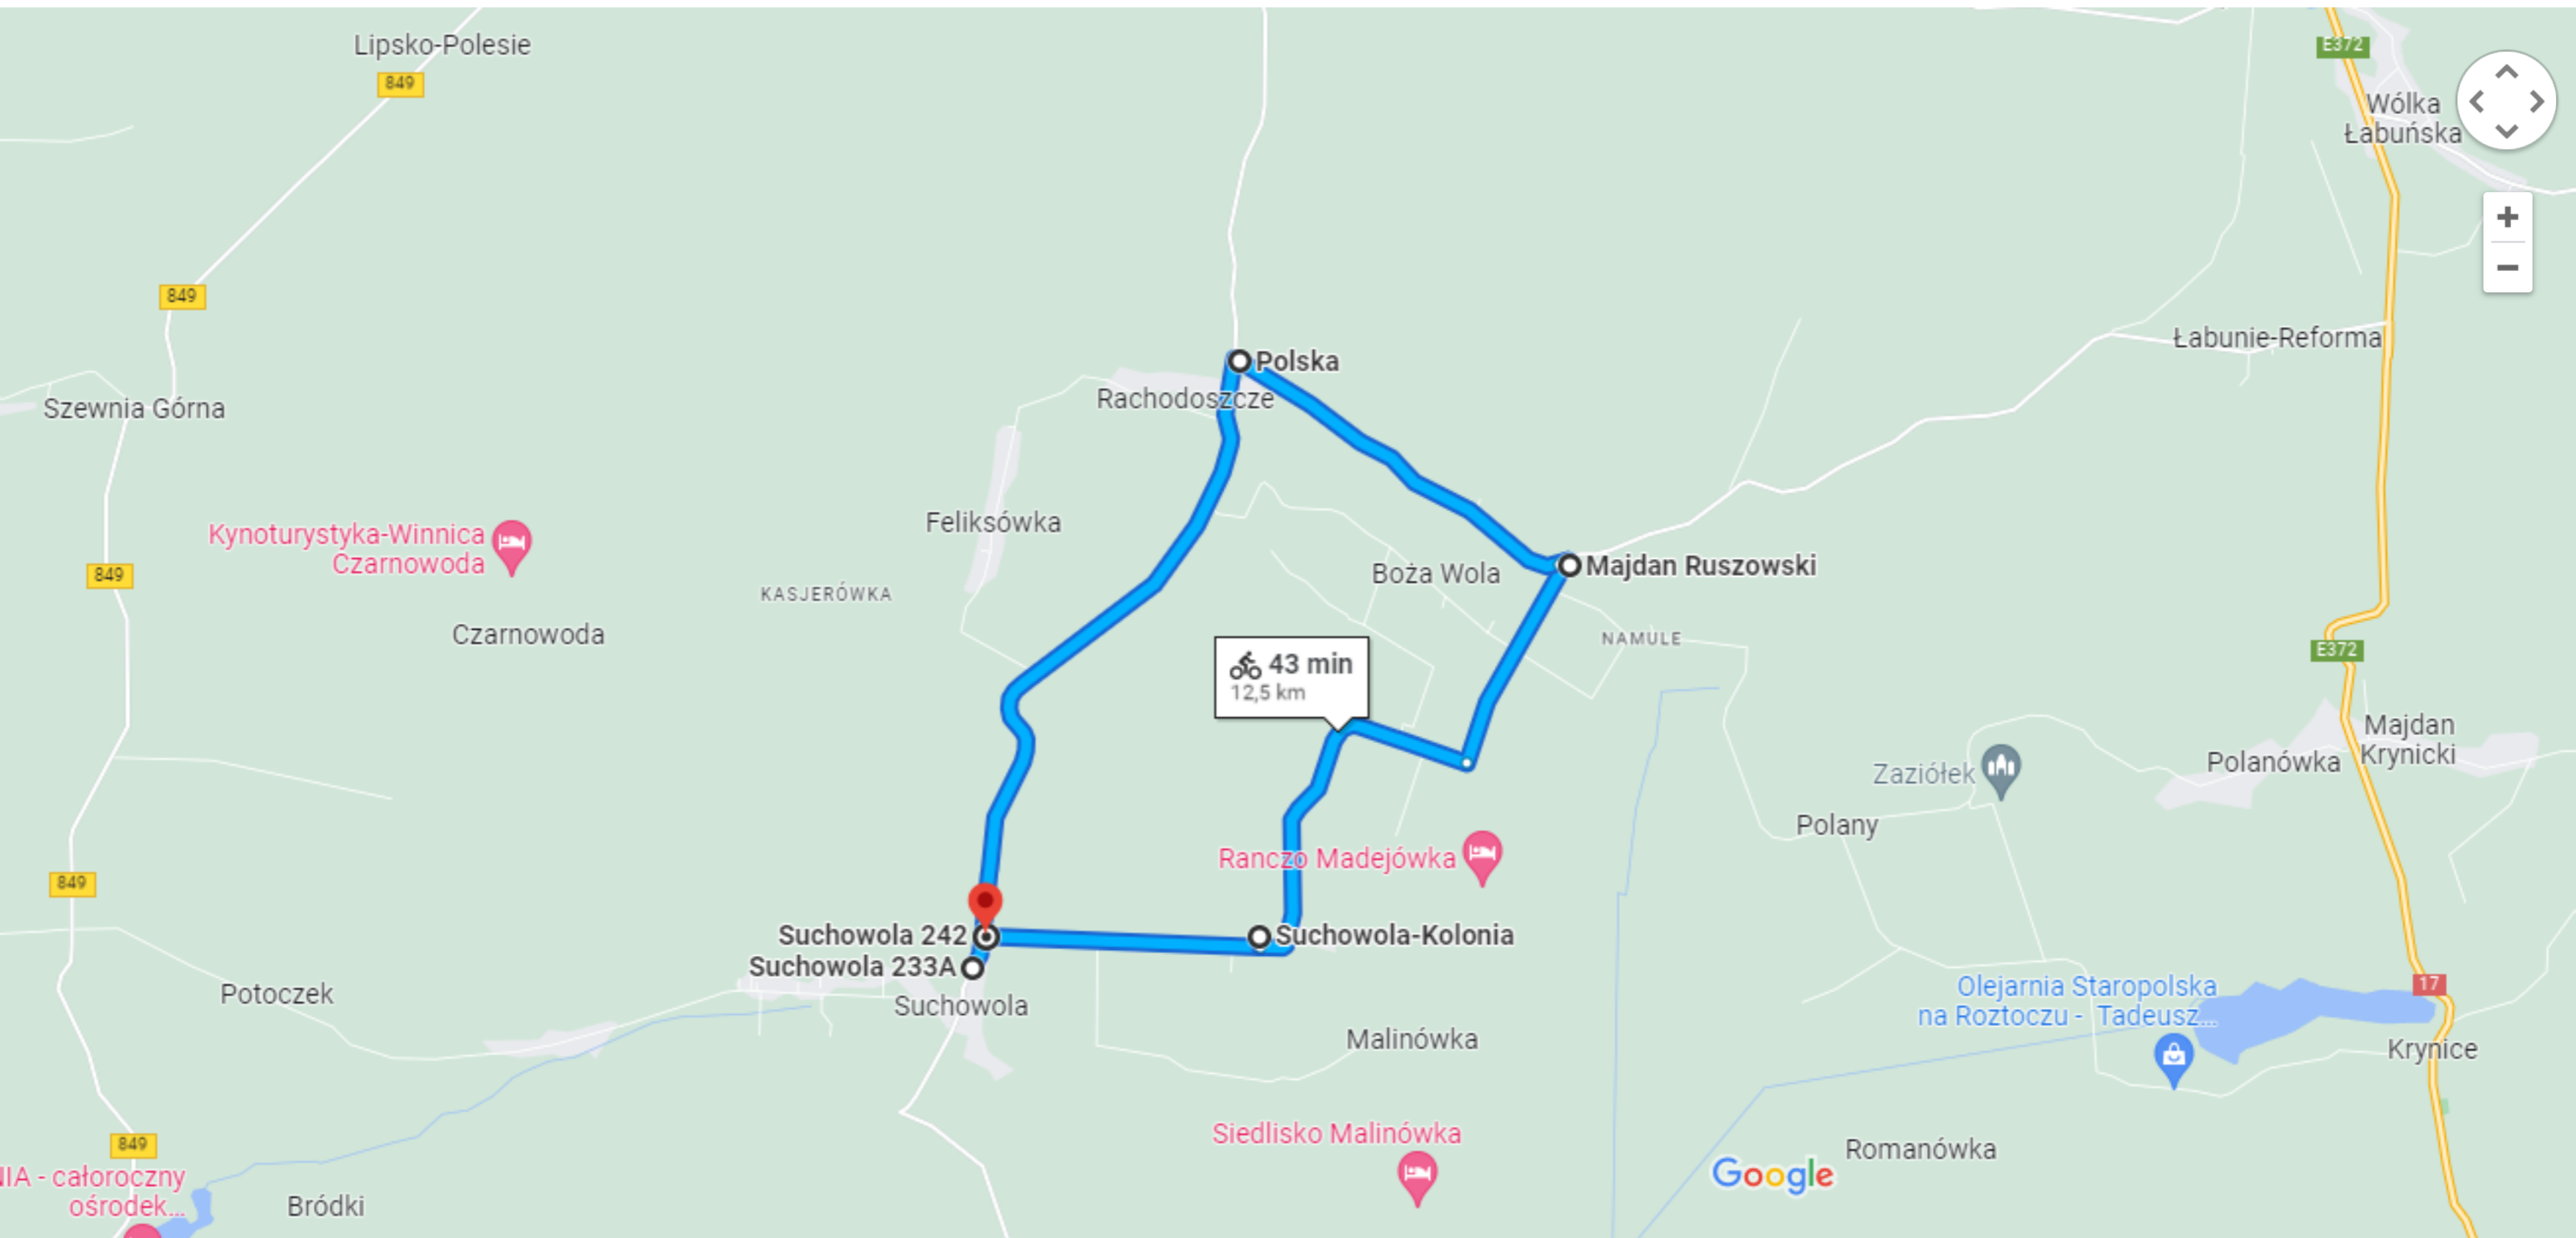 Lipsko-Polesie
849
E372
Wólka
Łabuńska
849
Łabunie-Reforma
Polska
Rachodoszcze
Szewnia Górna
Feliksówka
Kynoturystyka-Winnica
Czarnowoda
849
KASJERÓWKA
Czarnowoda
Boża Wola
Majdan Ruszowski
NAMULE
E372
43 min
12,5 km
Majdan
Krynicki
Polanówka
Zaziółek
Polany
Ranczo Madejówka
849
Suchowola 242
Suchowola-Kolonia
Suchowola 233A
Suchowola
Potoczek
Malinówka
Olejarnia Staropolska
na Roztoczu - Tadeusz...
17
Krynice
849
Siedlisko Malinówka
Romanówka
Google
NIA - całoroczny
ośrodek...
Bródki